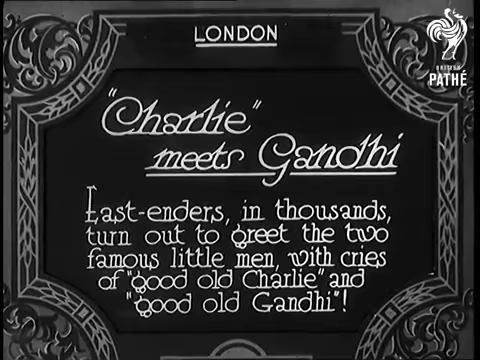 LONDON
BRITISH
PATHÉ
"Charlie"
meets Gandhi
East-enders, in thousands,
turn out to greet the two
famous little men, with cries
of "good old Charlie" and
"good old Gandhi"!